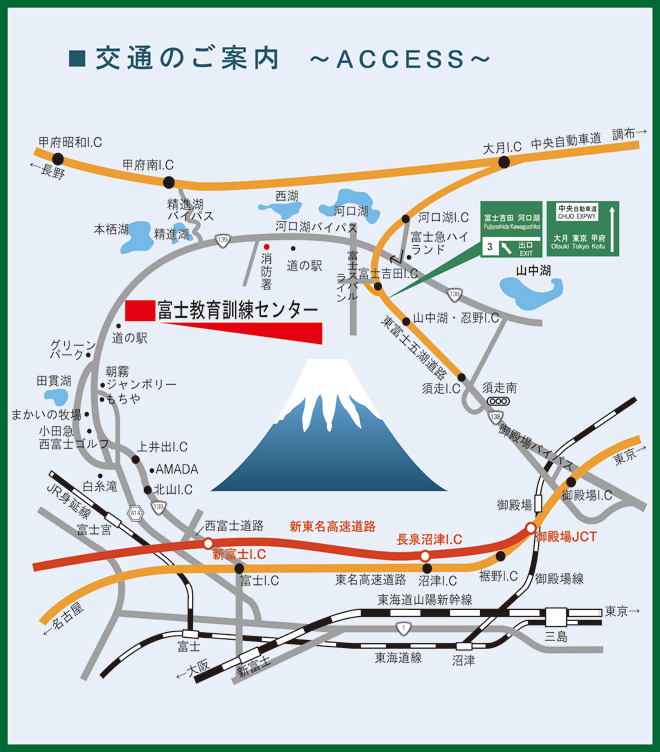 ■交通のご案内 ～ACCESS～
甲府昭和I.C
←長野
甲府南I.C
大月I.C
中央自動車道
調布→
精進湖
バイパス
本栖湖
精進湖
西湖
河口湖
河口湖バイパス
139
消防署
道の駅
富士スバルライン
河口湖I.C
富士急ハイ
ランド
富士吉田I.C
富士吉田 河口湖
Fujiyoshida Kawaguchiko
3
出口
EXIT
中央自動車道
CHUO EXPWY
大月 東京 甲府
Otsuki Tokyo Kofu
山中湖
138
山中湖・忍野I.C
東富士五湖道路
須走I.C
須走南
138
御殿場バイパス
富士教育訓練センター
道の駅
グリーン
パーク
田貫湖
朝霧
ジャンボリー
もちや
まかいの牧場
小田急
西富士ゴルフ
上井出I.C
AMADA
北山I.C
白糸滝
139
414
JR身延線
富士宮
西富士道路
新東名高速道路
新富士I.C
長泉沼津I.C
御殿場JCT
御殿場
御殿場I.C
東京→
富士I.C
東名高速道路
沼津I.C
裾野I.C
御殿場線
←名古屋
東海道山陽新幹線
東京→
1
三島
富士
←大阪
新富士
東海道線
沼津